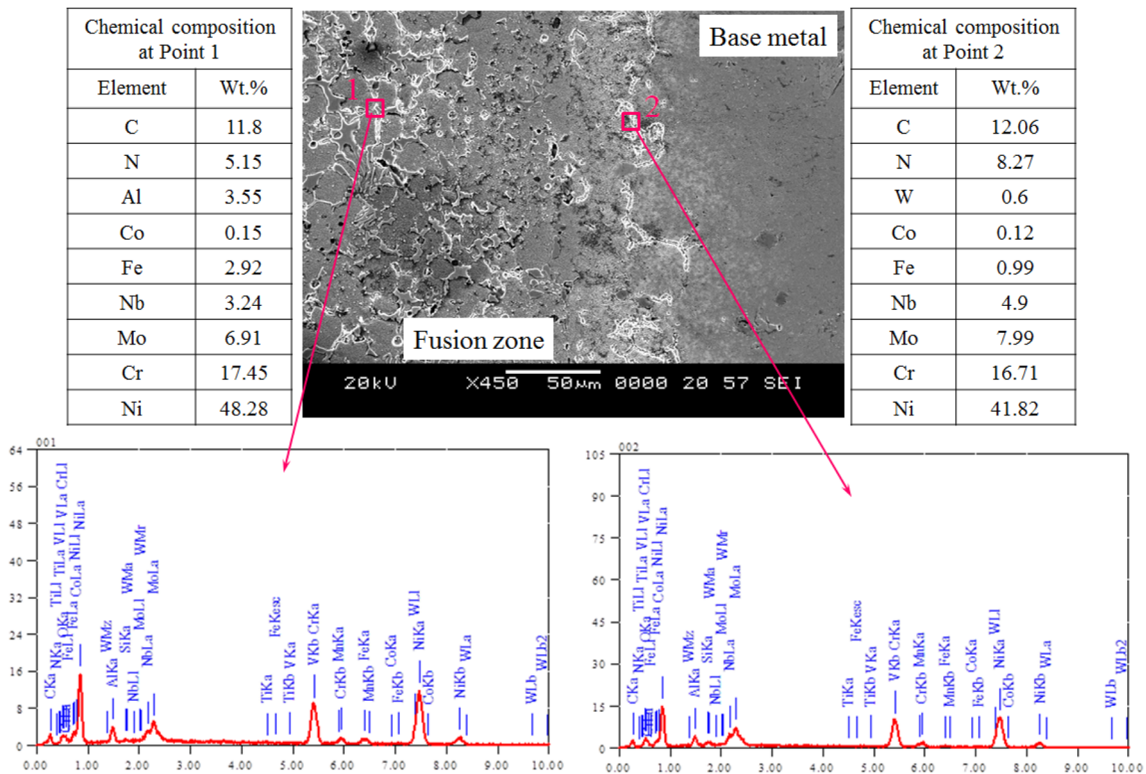 Chemical composition
at Point 1
Element Wt.%
C 11.8
N 5.15
Al 3.55
Co 0.15
Fe 2.92
Nb 3.24
Mo 6.91
Cr 17.45
Ni 48.28
Base metal
1
2
Fusion zone
20kV X450 50µm 0000 20 57 SEI
Chemical composition
at Point 2
Element Wt.%
C 12.06
N 8.27
W 0.6
Co 0.12
Fe 0.99
Nb 4.9
Mo 7.99
Cr 16.71
Ni 41.82
001
64
56
48
40
32
24
16
8
0
CKa
NKa
TiLl
OKa
TiLa
FeLl
VLl
FeLa
VLa
CoLa
CrLl
NiLl
NiLa
WMz
AlKa
SiKa
WMa
NbLl
MoLl
WMr
NbLa
MoLa
TiKa
FeKesc
TiKb
VKa
VKb
CrKa
CrKb
MnKa
MnKb
FeKa
FeKb
CoKa
NiKa
WLl
CoKb
NiKb
WLa
WLb
WLb2
0.00 1.00 2.00 3.00 4.00 5.00 6.00 7.00 8.00 9.00 10.00
002
105
90
75
60
45
30
15
0
CKa
NKa
TiLl
OKa
TiLa
FeLl
VLl
FeLa
VLa
CoLa
CrLl
NiLl
NiLa
WMz
AlKa
SiKa
WMa
NbLl
MoLl
WMr
NbLa
MoLa
TiKa
FeKesc
TiKb
VKa
VKb
CrKa
CrKb
MnKa
MnKb
FeKa
FeKb
CoKa
NiKa
WLl
CoKb
NiKb
WLa
WLb
WLb2
0.00 1.00 2.00 3.00 4.00 5.00 6.00 7.00 8.00 9.00 10.00